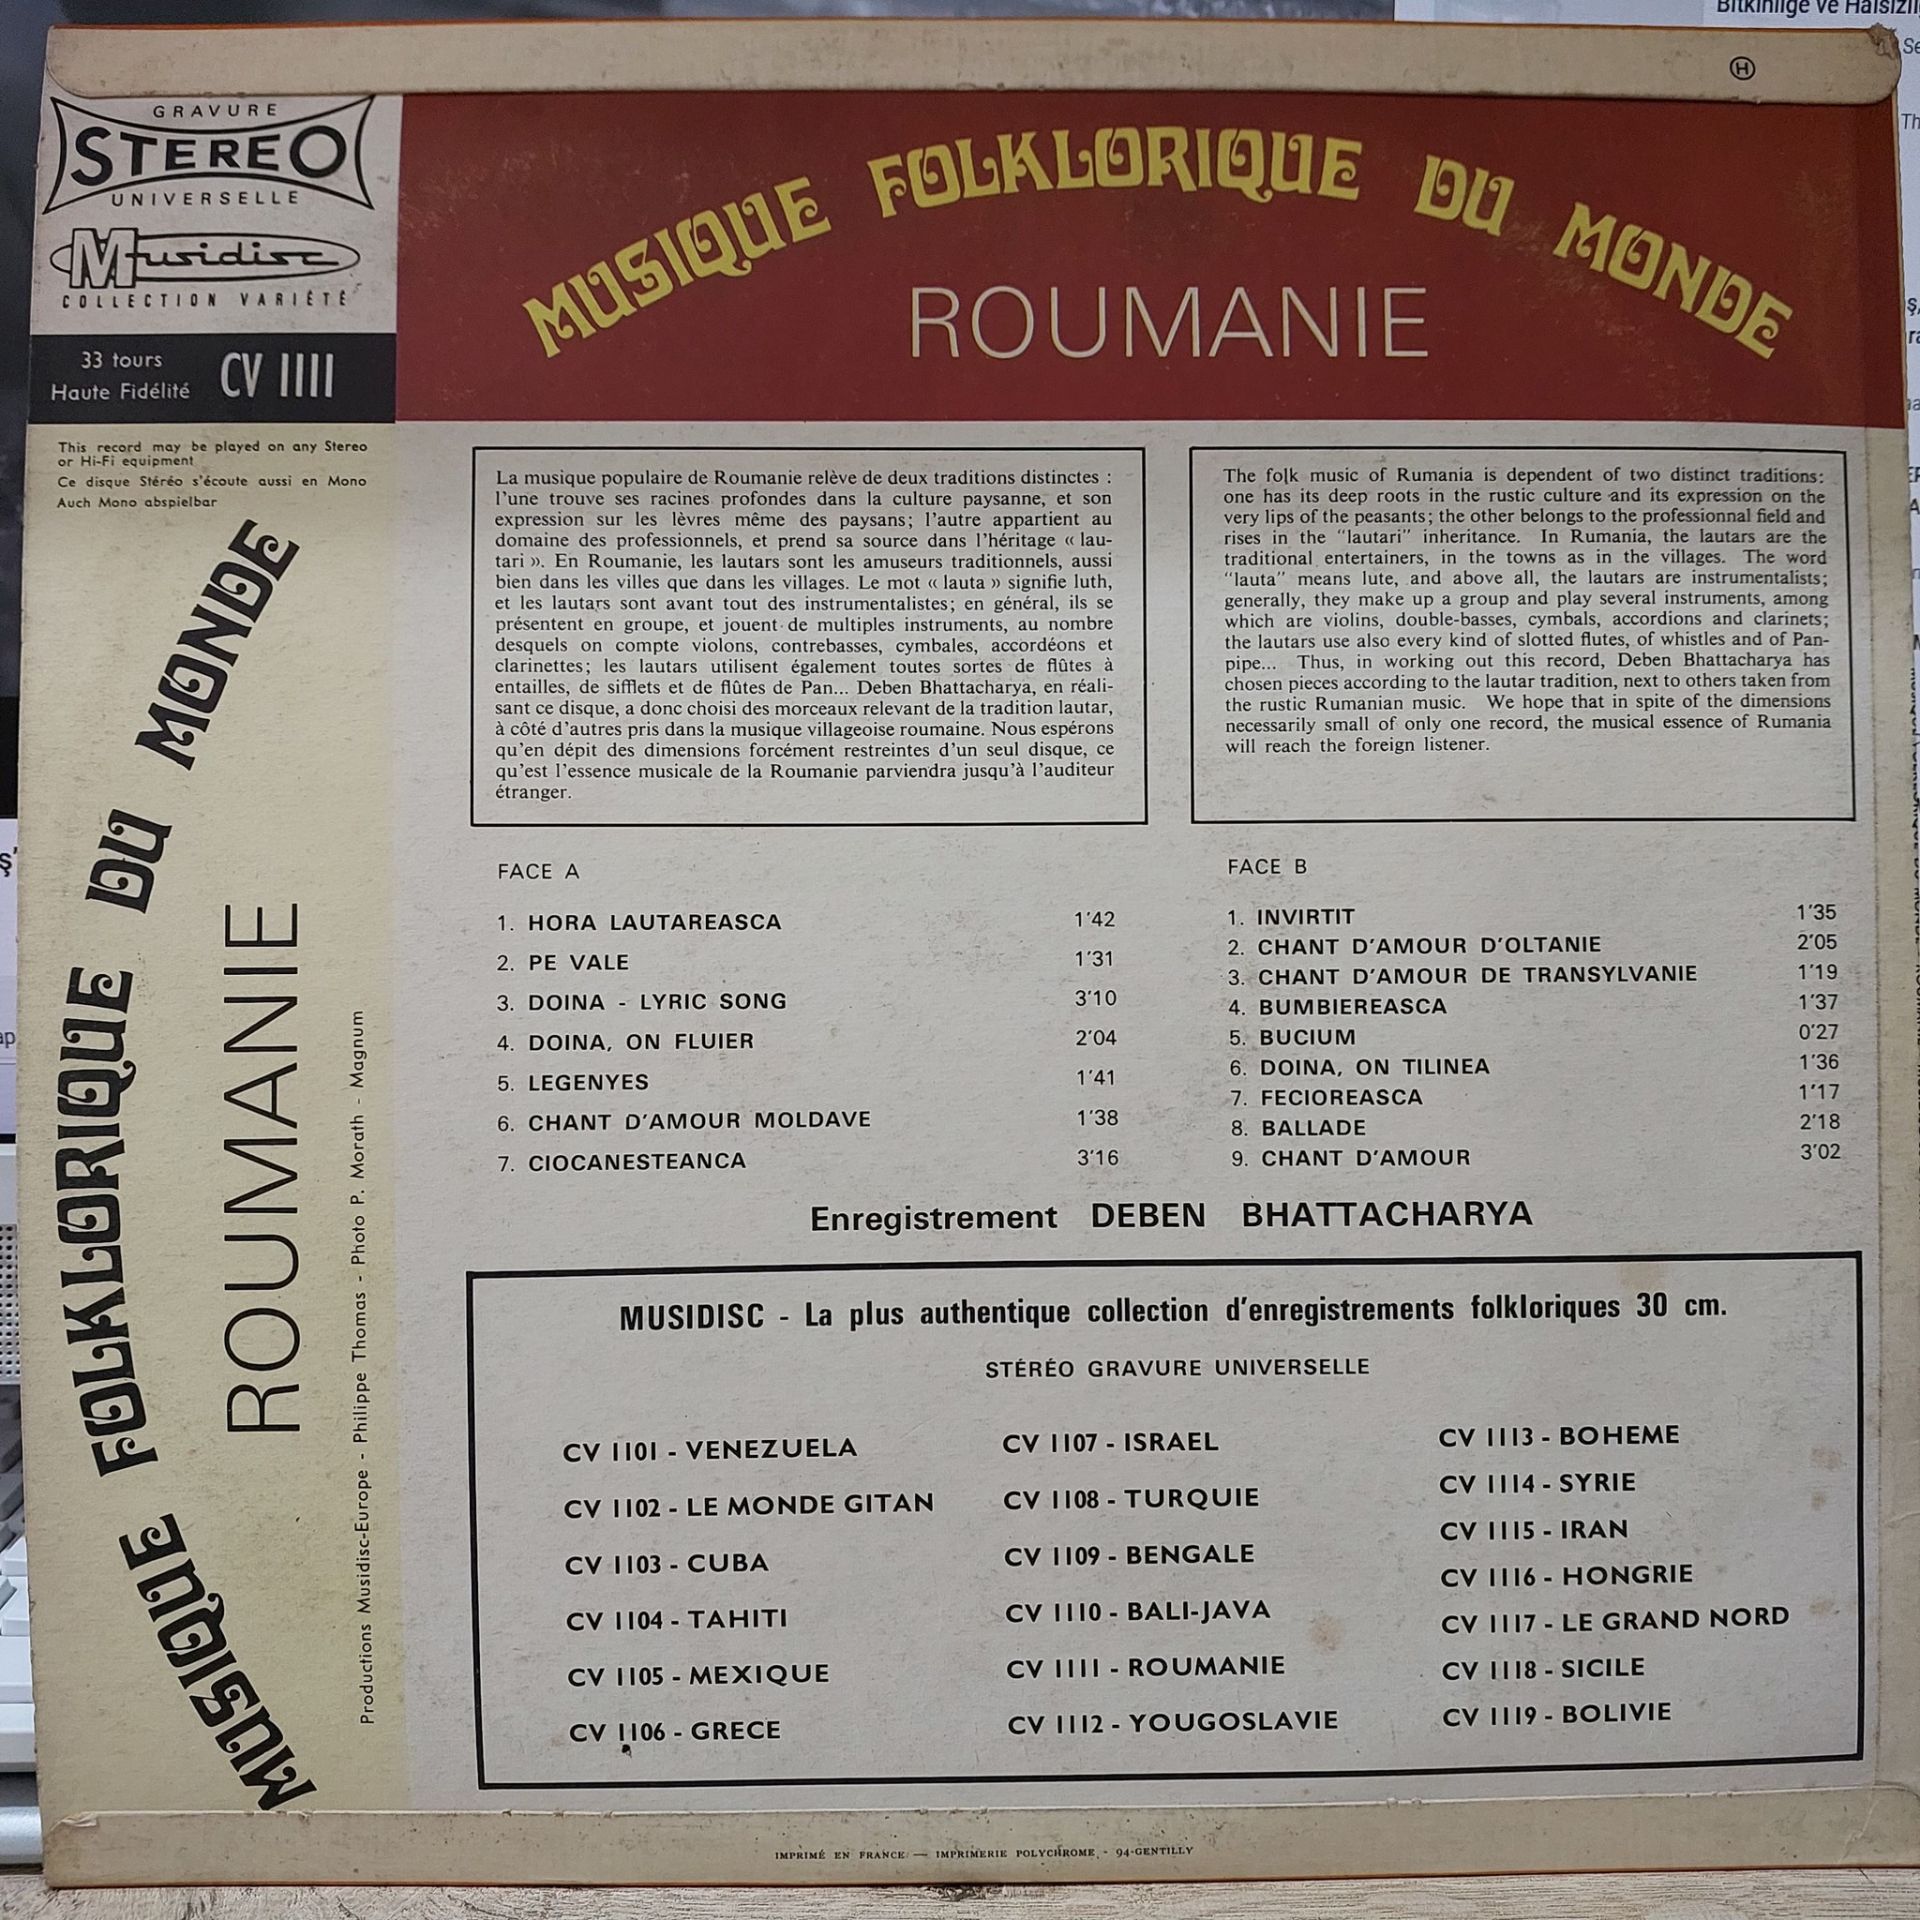 Ⓗ
GRAVURE
STEREO
UNIVERSELLE
Musidisc
COLLECTION VARIÉTÉ
33 tours
Haute Fidélité
CV 1111
MUSIQUE FOLKLORIQUE DU MONDE
ROUMANIE
This record may be played on any Stereo
or Hi-Fi equipment
Ce disque Stéréo s'écoute aussi en Mono
Auch Mono abspielbar
MUSIQUE FOLKLORIQUE DU MONDE
ROUMANIE
Productions Musidisc-Europe - Philippe Thomas - Photo P. Morath - Magnum
La musique populaire de Roumanie relève de deux traditions distinctes :
l'une trouve ses racines profondes dans la culture paysanne, et son
expression sur les lèvres même des paysans; l'autre appartient au
domaine des professionnels, et prend sa source dans l'héritage « lau-
tari ». En Roumanie, les lautars sont les amuseurs traditionnels, aussi
bien dans les villes que dans les villages. Le mot « lauta » signifie luth,
et les lautars sont avant tout des instrumentalistes; en général, ils se
présentent en groupe, et jouent de multiples instruments, au nombre
desquels on compte violons, contrebasses, cymbales, accordéons et
clarinettes; les lautars utilisent également toutes sortes de flûtes à
entailles, de sifflets et de flûtes de Pan... Deben Bhattacharya, en réali-
sant ce disque, a donc choisi des morceaux relevant de la tradition lautar,
à côté d'autres pris dans la musique villageoise roumaine. Nous espérons
qu'en dépit des dimensions forcément restreintes d'un seul disque, ce
qu'est l'essence musicale de la Roumanie parviendra jusqu'à l'auditeur
étranger.
The folk music of Rumania is dependent of two distinct traditions:
one has its deep roots in the rustic culture and its expression on the
very lips of the peasants; the other belongs to the professionnal field and
rises in the "lautari" inheritance. In Rumania, the lautars are the
traditional entertainers, in the towns as in the villages. The word
"lauta" means lute, and above all, the lautars are instrumentalists;
generally, they make up a group and play several instruments, among
which are violins, double-basses, cymbals, accordions and clarinets;
the lautars use also every kind of slotted flutes, of whistles and of Pan-
pipe... Thus, in working out this record, Deben Bhattacharya has
chosen pieces according to the lautar tradition, next to others taken from
the rustic Rumanian music. We hope that in spite of the dimensions
necessarily small of only one record, the musical essence of Rumania
will reach the foreign listener.
FACE A
1. HORA LAUTAREASCA 1'42
2. PE VALE 1'31
3. DOINA - LYRIC SONG 3'10
4. DOINA, ON FLUIER 2'04
5. LEGENYES 1'41
6. CHANT D'AMOUR MOLDAVE 1'38
7. CIOCANESTEANCA 3'16
FACE B
1. INVIRTIT 1'35
2. CHANT D'AMOUR D'OLTANIE 2'05
3. CHANT D'AMOUR DE TRANSYLVANIE 1'19
4. BUMBIEREASCA 1'37
5. BUCIUM 0'27
6. DOINA, ON TILINEA 1'36
7. FECIOREASCA 1'17
8. BALLADE 2'18
9. CHANT D'AMOUR 3'02
Enregistrement DEBEN BHATTACHARYA
MUSIDISC - La plus authentique collection d'enregistrements folkloriques 30 cm.
STÉRÉO GRAVURE UNIVERSELLE
CV 1101 - VENEZUELA
CV 1102 - LE MONDE GITAN
CV 1103 - CUBA
CV 1104 - TAHITI
CV 1105 - MEXIQUE
CV 1106 - GRECE
CV 1107 - ISRAEL
CV 1108 - TURQUIE
CV 1109 - BENGALE
CV 1110 - BALI-JAVA
CV 1111 - ROUMANIE
CV 1112 - YOUGOSLAVIE
CV 1113 - BOHEME
CV 1114 - SYRIE
CV 1115 - IRAN
CV 1116 - HONGRIE
CV 1117 - LE GRAND NORD
CV 1118 - SICILE
CV 1119 - BOLIVIE
IMPRIMÉ EN FRANCE — IMPRIMERIE POLYCHROME - 94-GENTILLY